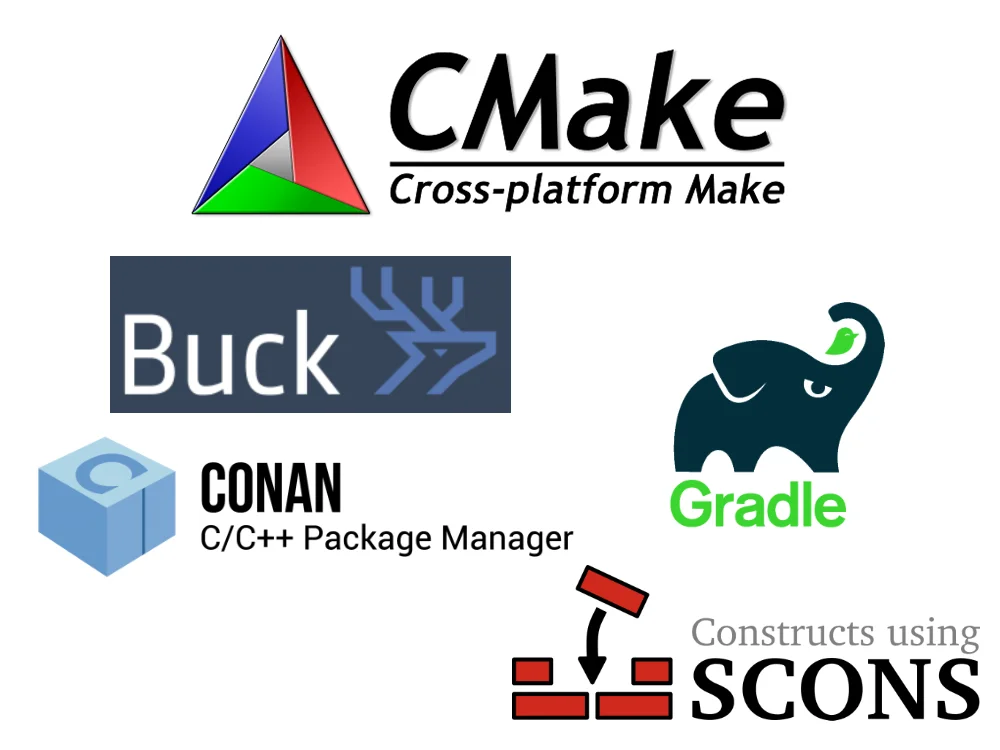 CMake
Cross-platform Make
Buck
CONAN
C/C++ Package Manager
Gradle
Constructs using
SCONS